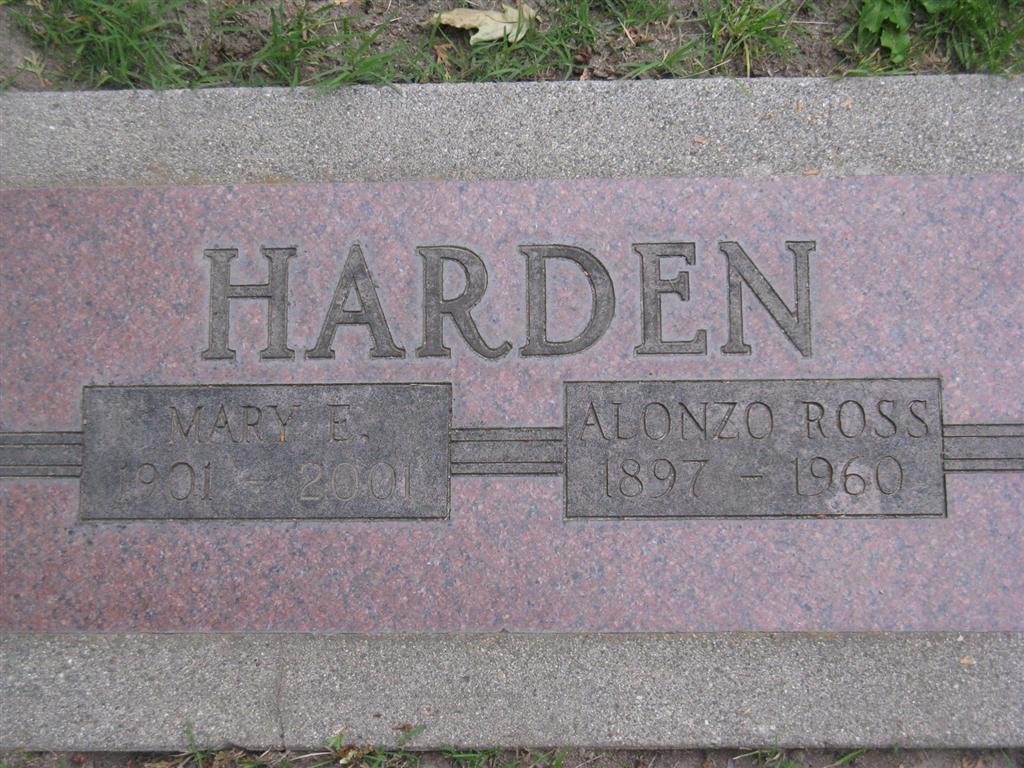 HARDEN
MARY E.
1901 - 2001
ALONZO ROSS
1897 - 1960